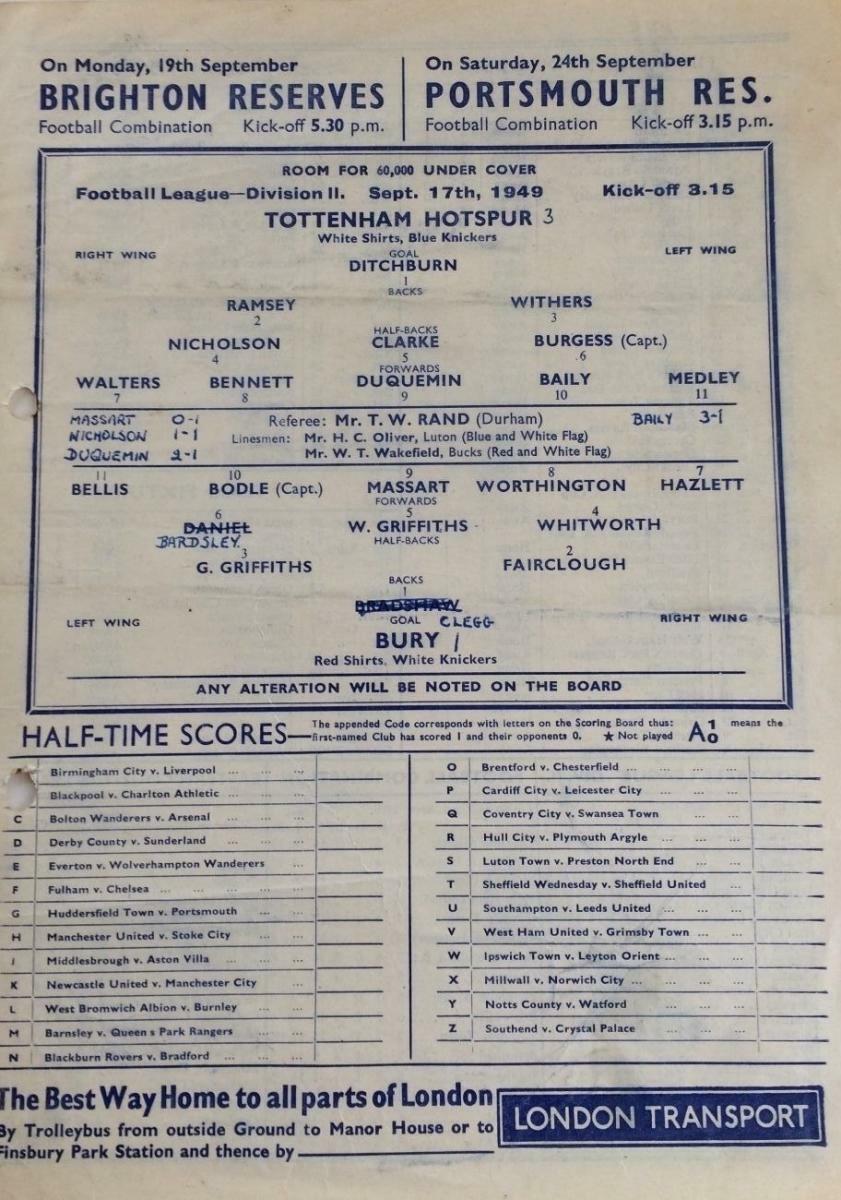 On Monday, 19th September
BRIGHTON RESERVES
Football Combination Kick-off 5.30 p.m.
On Saturday, 24th September
PORTSMOUTH RES.
Football Combination Kick-off 3.15 p.m.
ROOM FOR 60,000 UNDER COVER
Football League—Division II. Sept. 17th, 1949 Kick-off 3.15
TOTTENHAM HOTSPUR 3
White Shirts, Blue Knickers
RIGHT WING GOAL LEFT WING
DITCHBURN
1
BACKS
RAMSEY WITHERS
2 3
HALF-BACKS
NICHOLSON CLARKE BURGESS (Capt.)
4 5 6
FORWARDS
WALTERS BENNETT DUQUEMIN BAILY MEDLEY
7 8 9 10 11
MASSART 0-1 Referee: Mr. T. W. RAND (Durham) BAILY 3-1
NICHOLSON 1-1 Linesmen: Mr. H. C. Oliver, Luton (Blue and White Flag)
DUQUEMIN 2-1 Mr. W. T. Wakefield, Bucks (Red and White Flag)
11 10 9 8 7
BELLIS BODLE (Capt.) MASSART WORTHINGTON HAZLETT
FORWARDS
6 5 4
DANIEL W. GRIFFITHS WHITWORTH
BARDSLEY HALF-BACKS
3 2
G. GRIFFITHS FAIRCLOUGH
BACKS
1
BRADSHAW
LEFT WING GOAL CLEGG RIGHT WING
BURY 1
Red Shirts, White Knickers
ANY ALTERATION WILL BE NOTED ON THE BOARD
HALF-TIME SCORES—The appended Code corresponds with letters on the Scoring Board thus: A 1 0 means the
first-named Club has scored 1 and their opponents 0. ★ Not played
Birmingham City v. Liverpool ... ... ...
Blackpool v. Charlton Athletic ... ... ...
C Bolton Wanderers v. Arsenal ... ...
D Derby County v. Sunderland ... ...
E Everton v. Wolverhampton Wanderers ...
F Fulham v. Chelsea ... ... ... ... ...
G Huddersfield Town v. Portsmouth ... ...
H Manchester United v. Stoke City ... ...
I Middlesbrough v. Aston Villa ... ...
K Newcastle United v. Manchester City ...
L West Bromwich Albion v. Burnley ... ...
M Barnsley v. Queen s Park Rangers ... ...
N Blackburn Rovers v. Bradford ... ... ...
O Brentford v. Chesterfield ... ... ... ...
P Cardiff City v. Leicester City ... ... ...
Q Coventry City v. Swansea Town ... ...
R Hull City v. Plymouth Argyle ... ... ...
S Luton Town v. Preston North End ... ...
T Sheffield Wednesday v. Sheffield United ...
U Southampton v. Leeds United ... ... ...
V West Ham United v. Grimsby Town ... ...
W Ipswich Town v. Leyton Orient ... ... ...
X Millwall v. Norwich City ... ... ... ...
Y Notts County v. Watford ... ... ...
Z Southend v. Crystal Palace ... ... ...
The Best Way Home to all parts of London
By Trolleybus from outside Ground to Manor House or to
Finsbury Park Station and thence by
LONDON TRANSPORT